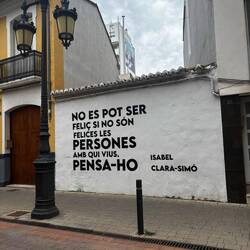 NO ES POT SER
FELIÇ SI NO SÓN
FELICES LES
PERSONES
AMB QUI VIUS,
PENSA-HO
ISABEL
CLARA-SIMÓ